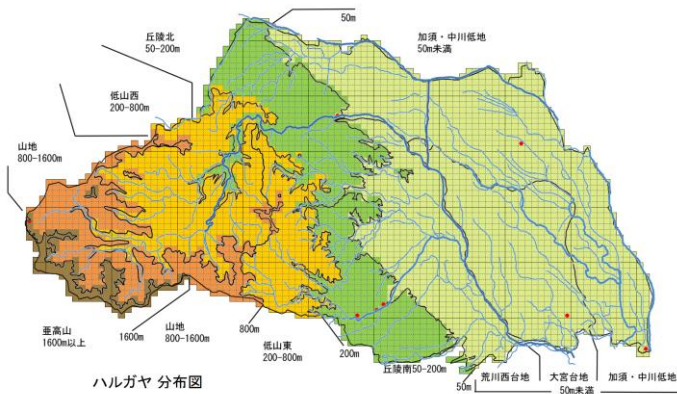 50m
丘陵北
50-200m
加須・中川低地
50m未満
低山西
200-800m
山地
800-1600m
亜高山
1600m以上
1600m
山地
800-1600m
800m
低山東
200-800m
200m
丘陵南50-200m
50m
荒川西台地
大宮台地
加須・中川低地
50m未満
ハルガヤ 分布図